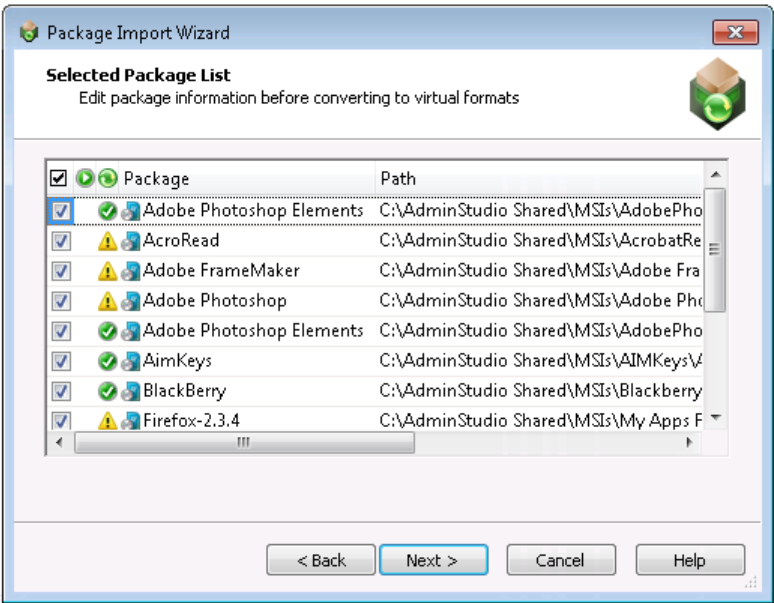 Package Import Wizard
Selected Package List
Edit package information before converting to virtual formats
Package Path
Adobe Photoshop Elements C:\AdminStudio Shared\MSIs\AdobePho
AcroRead C:\AdminStudio Shared\MSIs\AcrobatRe
Adobe FrameMaker C:\AdminStudio Shared\MSIs\Adobe Fra
Adobe Photoshop C:\AdminStudio Shared\MSIs\Adobe Pho
Adobe Photoshop Elements C:\AdminStudio Shared\MSIs\AdobePho
AimKeys C:\AdminStudio Shared\MSIs\AIMKeys\A
BlackBerry C:\AdminStudio Shared\MSIs\Blackberry
Firefox-2.3.4 C:\AdminStudio Shared\MSIs\My Apps F
< Back Next > Cancel Help